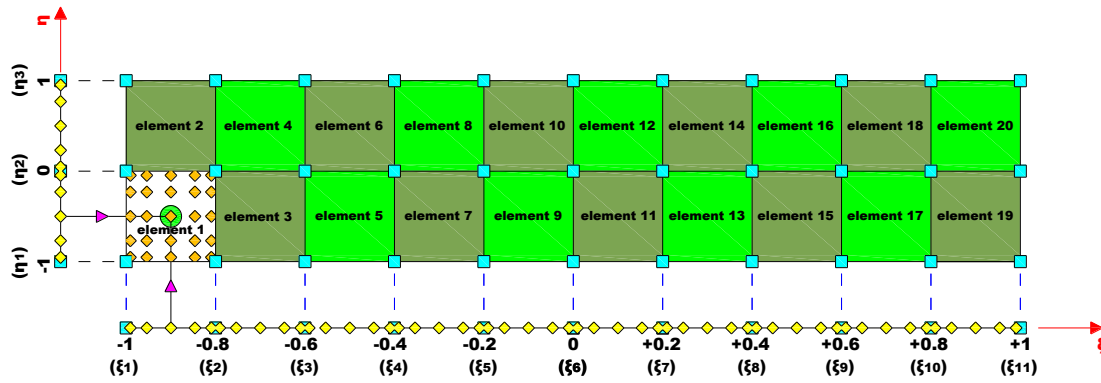 η
(η3)
1
element 2 element 4 element 6 element 8 element 10 element 12 element 14 element 16 element 18 element 20
(η2)
0
element 1 element 3 element 5 element 7 element 9 element 11 element 13 element 15 element 17 element 19
(η1)
-1
-1 -0.8 -0.6 -0.4 -0.2 0 +0.2 +0.4 +0.6 +0.8 +1
(ξ1) (ξ2) (ξ3) (ξ4) (ξ5) (ξ6) (ξ7) (ξ8) (ξ9) (ξ10) (ξ11)